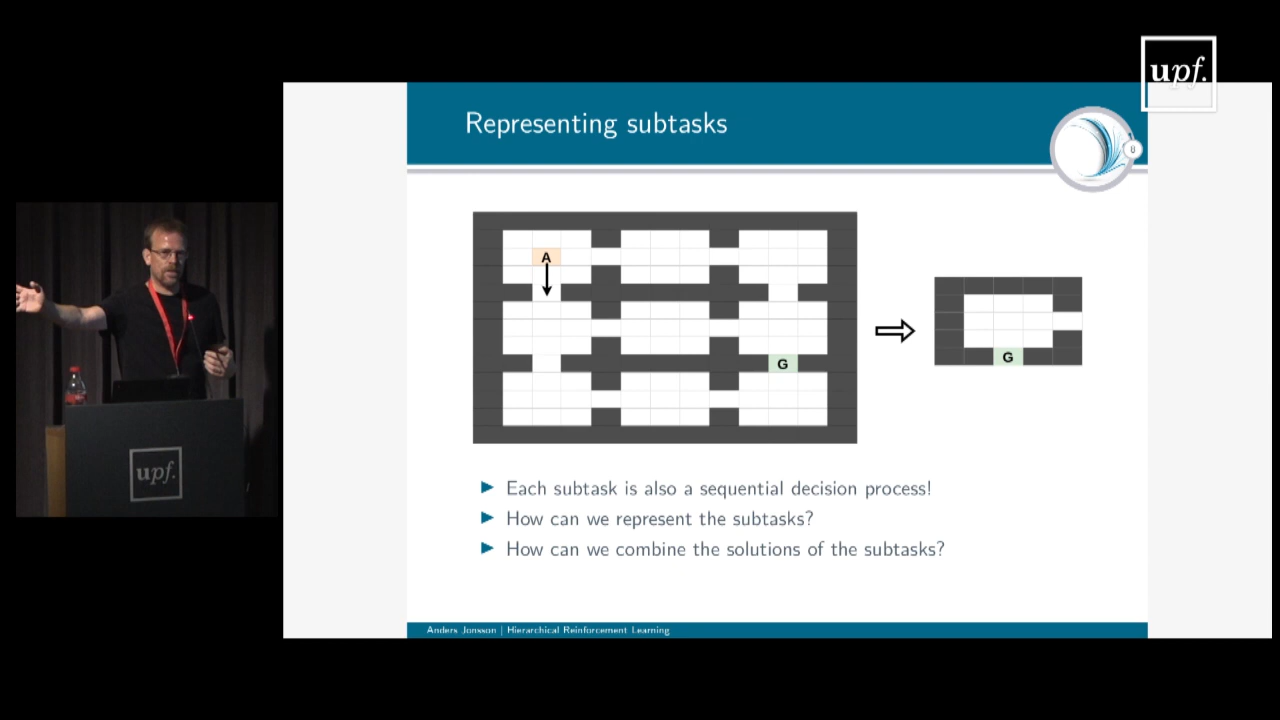 upf.
Representing subtasks
8
A
G
G
Each subtask is also a sequential decision process!
How can we represent the subtasks?
How can we combine the solutions of the subtasks?
upf.
Anders Jonsson | Hierarchical Reinforcement Learning